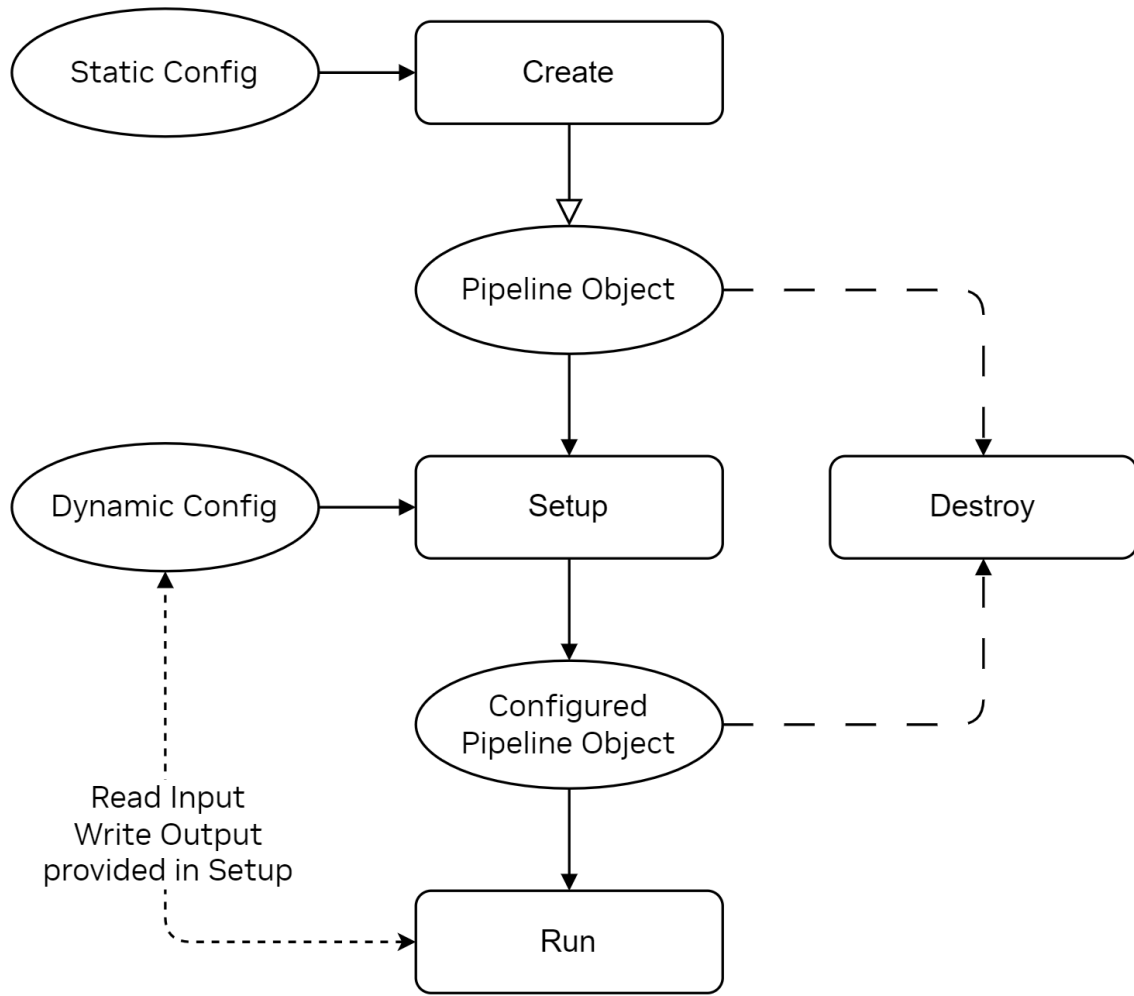 Static Config
Create
Pipeline Object
Dynamic Config
Setup
Destroy
Configured
Pipeline Object
Read Input
Write Output
provided in Setup
Run